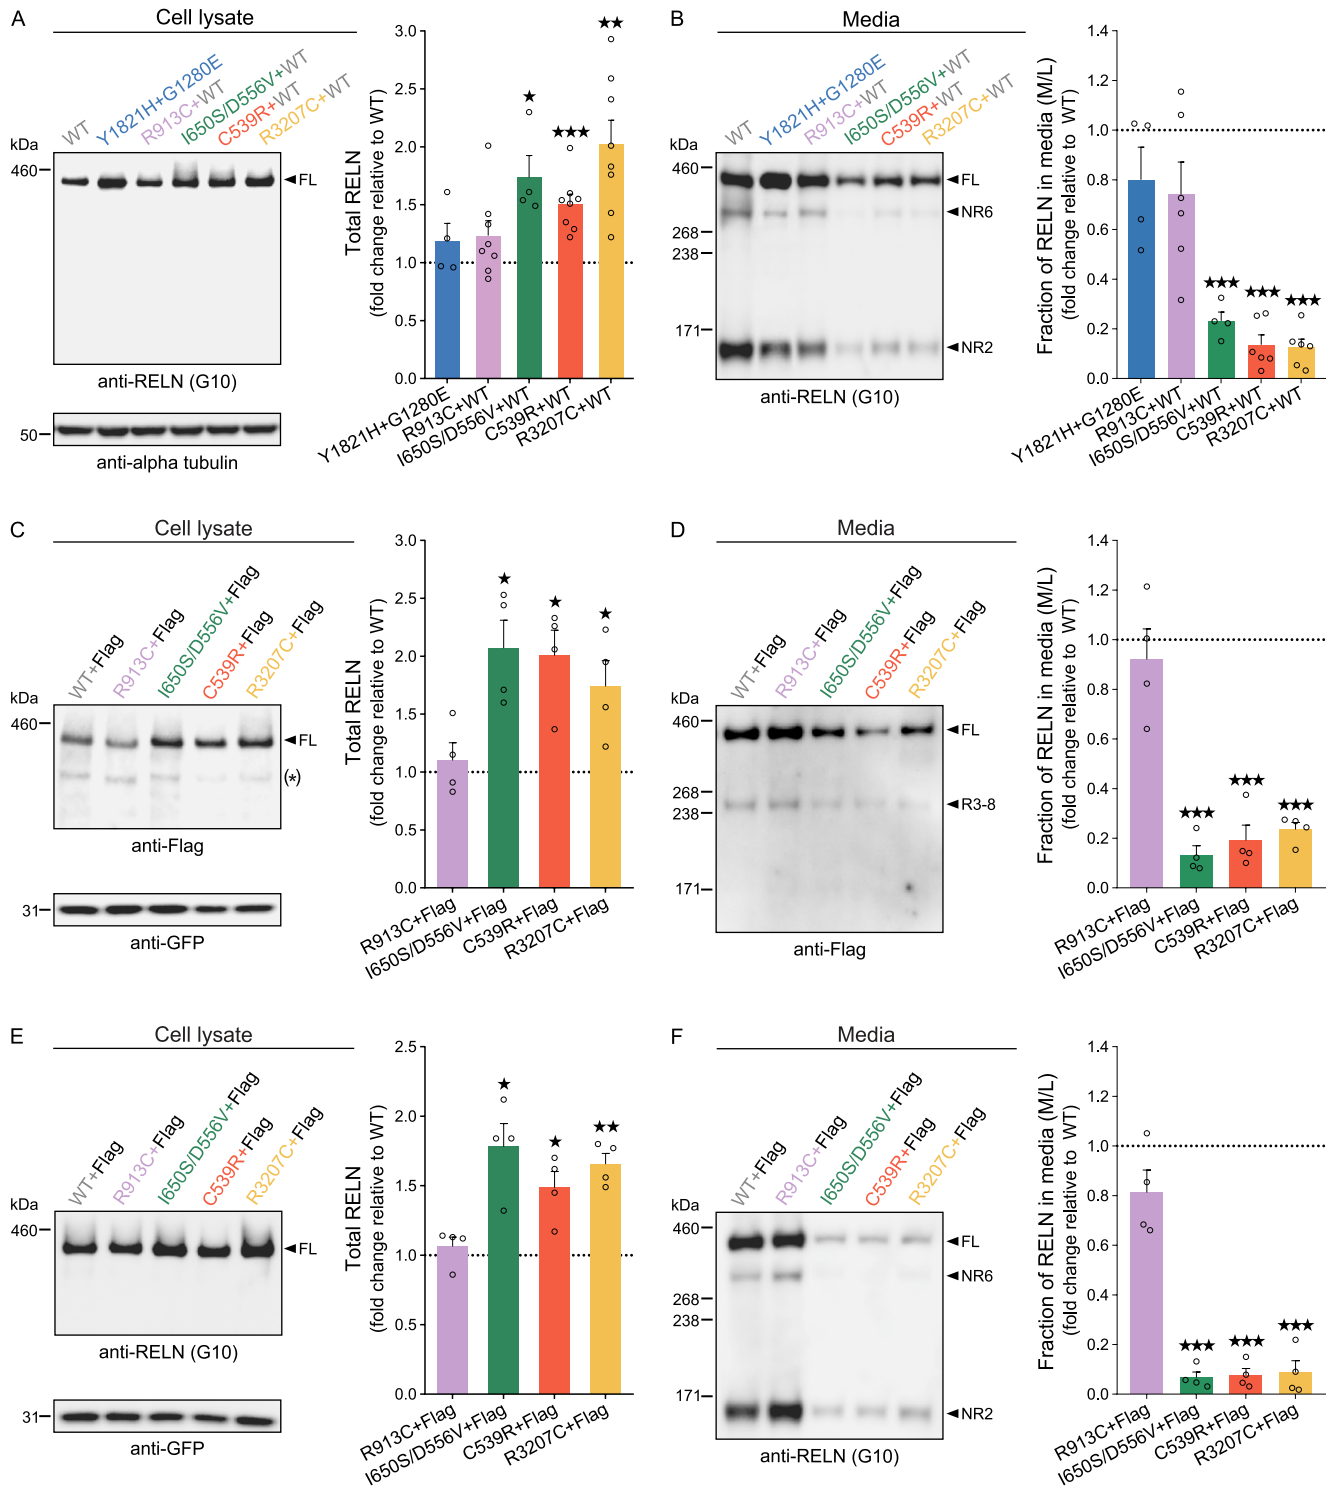 A
Cell lysate
WT
Y1821H+G1280E
R913C+WT
I650S/D556V+WT
C539R+WT
R3207C+WT
kDa
460
FL
anti-RELN (G10)
50
anti-alpha tubulin
Total RELN
(fold change relative to WT)
3.0
2.5
2.0
1.5
1.0
0.5
0.0
★
★★★
★★
Y1821H+G1280E
R913C+WT
I650S/D556V+WT
C539R+WT
R3207C+WT
B
Media
WT
Y1821H+G1280E
R913C+WT
I650S/D556V+WT
C539R+WT
R3207C+WT
kDa
460
268
238
171
FL
NR6
NR2
anti-RELN (G10)
Fraction of RELN in media (M/L)
(fold change relative to WT)
1.4
1.2
1.0
0.8
0.6
0.4
0.2
0.0
★★★
★★★
★★★
Y1821H+G1280E
R913C+WT
I650S/D556V+WT
C539R+WT
R3207C+WT
C
Cell lysate
WT+Flag
R913C+Flag
I650S/D556V+Flag
C539R+Flag
R3207C+Flag
kDa
460
FL
(*)
anti-Flag
31
anti-GFP
Total RELN
(fold change relative to WT)
3.0
2.5
2.0
1.5
1.0
0.5
0.0
★
★
★
R913C+Flag
I650S/D556V+Flag
C539R+Flag
R3207C+Flag
D
Media
WT+Flag
R913C+Flag
I650S/D556V+Flag
C539R+Flag
R3207C+Flag
kDa
460
268
238
171
FL
R3-8
anti-Flag
Fraction of RELN in media (M/L)
(fold change relative to WT)
1.4
1.2
1.0
0.8
0.6
0.4
0.2
0.0
★★★
★★★
★★★
R913C+Flag
I650S/D556V+Flag
C539R+Flag
R3207C+Flag
E
Cell lysate
WT+Flag
R913C+Flag
I650S/D556V+Flag
C539R+Flag
R3207C+Flag
kDa
460
FL
anti-RELN (G10)
31
anti-GFP
Total RELN
(fold change relative to WT)
2.5
2.0
1.5
1.0
0.5
0.0
★
★
★★
R913C+Flag
I650S/D556V+Flag
C539R+Flag
R3207C+Flag
F
Media
WT+Flag
R913C+Flag
I650S/D556V+Flag
C539R+Flag
R3207C+Flag
kDa
460
268
238
171
FL
NR6
NR2
anti-RELN (G10)
Fraction of RELN in media (M/L)
(fold change relative to WT)
1.4
1.2
1.0
0.8
0.6
0.4
0.2
0.0
★★★
★★★
★★★
R913C+Flag
I650S/D556V+Flag
C539R+Flag
R3207C+Flag